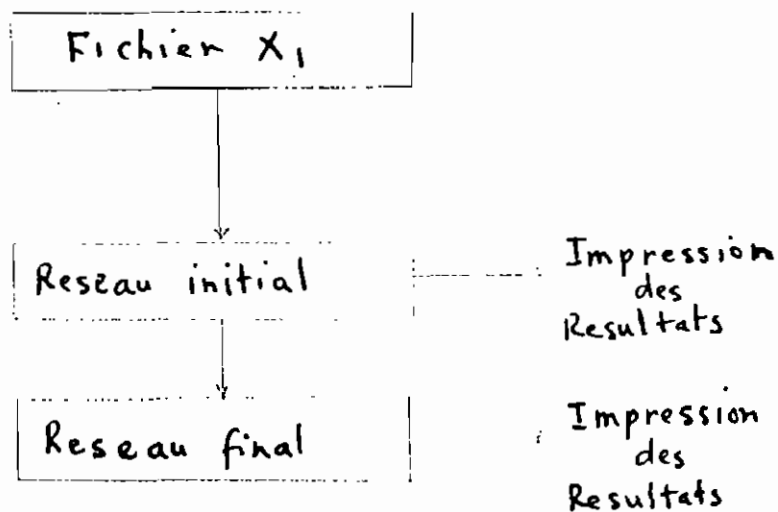 Fichier X1
Reseau initial
Impression
des
Resultats
Reseau final
Impression
des
Resultats